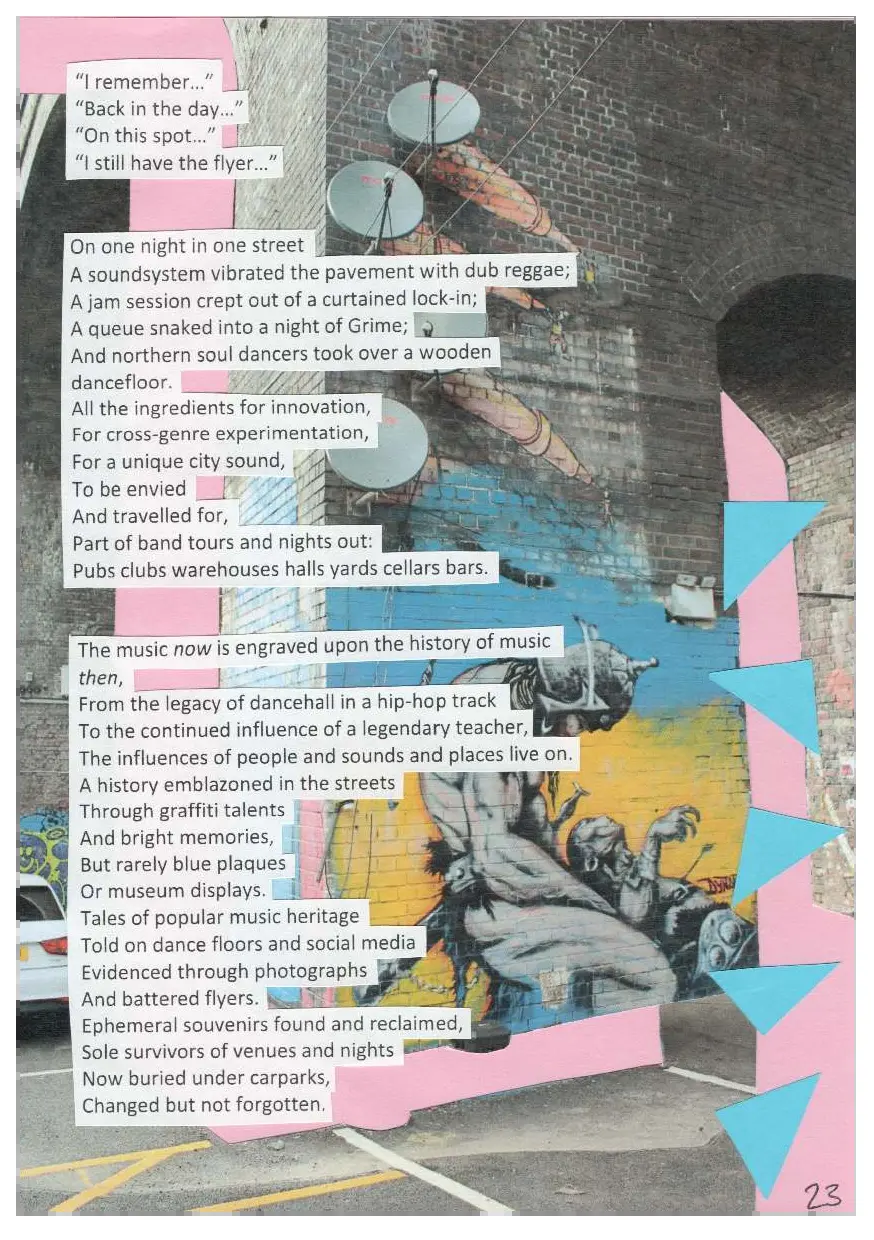 “I remember...”
“Back in the day...”
“On this spot...”
“I still have the flyer...”
On one night in one street
A soundsystem vibrated the pavement with dub reggae;
A jam session crept out of a curtained lock-in;
A queue snaked into a night of Grime;
And northern soul dancers took over a wooden
dancefloor.
All the ingredients for innovation,
For cross-genre experimentation,
For a unique city sound,
To be envied
And travelled for,
Part of band tours and nights out:
Pubs clubs warehouses halls yards cellars bars.
The music now is engraved upon the history of music
then,
From the legacy of dancehall in a hip-hop track
To the continued influence of a legendary teacher,
The influences of people and sounds and places live on.
A history emblazoned in the streets
Through graffiti talents
And bright memories,
But rarely blue plaques
Or museum displays.
Tales of popular music heritage
Told on dance floors and social media
Evidenced through photographs
And battered flyers.
Ephemeral souvenirs found and reclaimed,
Sole survivors of venues and nights
Now buried under carparks,
Changed but not forgotten.
23